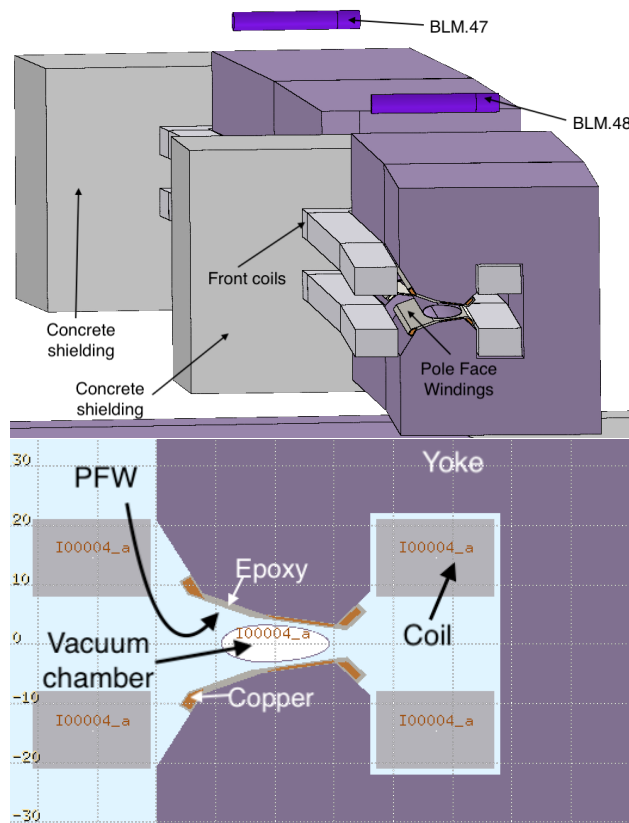 BLM.47
BLM.48
Front coils
Concrete
shielding
Concrete
shielding
Pole Face
Windings
30
Yoke
PFW
20
I00004_a
I00004_a
Epoxy
10
Coil
I00004_a
0
Vacuum
chamber
Copper
-10
I00004_a
I00004_a
-20
-30